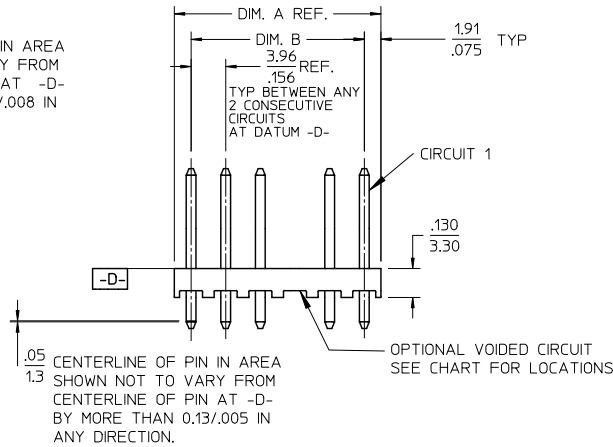 DIM. A REF.
IN AREA
Y FROM
AT -D-
/.008 IN
DIM. B
1.91
.075 TYP
3.96
.156 REF.
TYP BETWEEN ANY
2 CONSECUTIVE
CIRCUITS
AT DATUM -D-
CIRCUIT 1
.130
3.30
-D-
.05
1.3
CENTERLINE OF PIN IN AREA
SHOWN NOT TO VARY FROM
CENTERLINE OF PIN AT -D-
BY MORE THAN 0.13/.005 IN
ANY DIRECTION.
OPTIONAL VOIDED CIRCUIT
SEE CHART FOR LOCATIONS